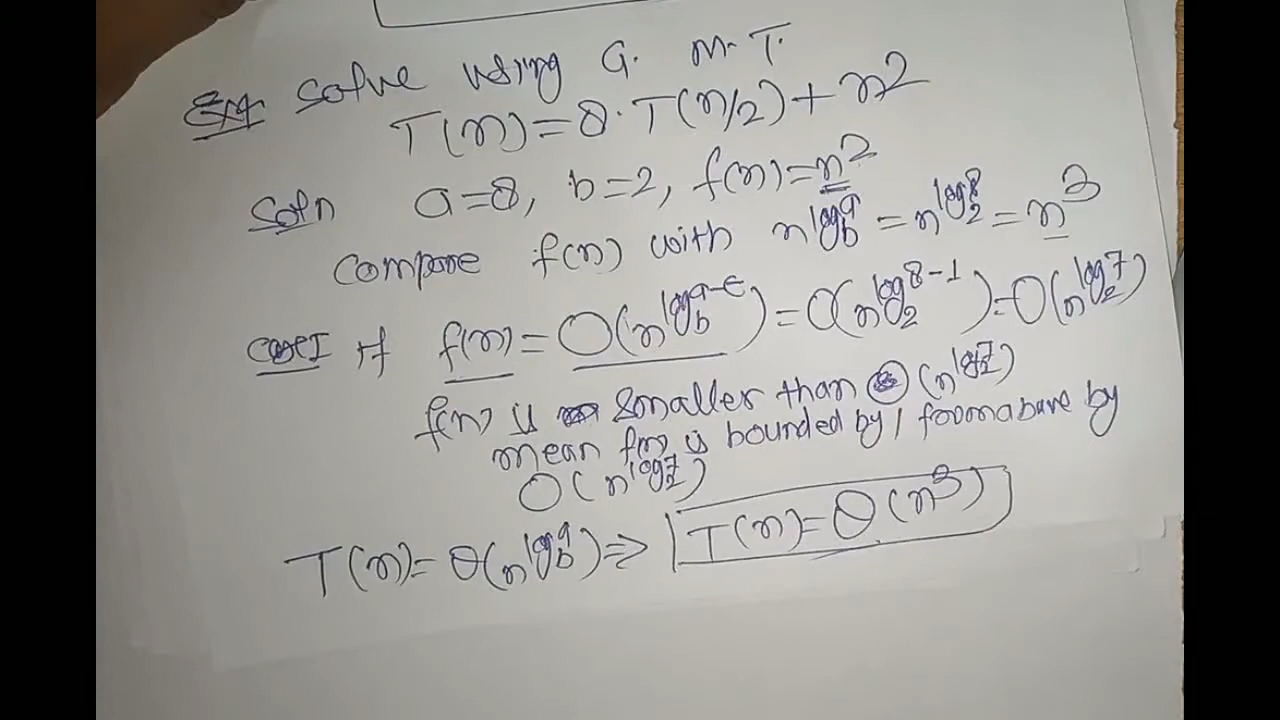 Ex:- Solve using G. M. T.
T(n) = 8·T(n/2) + n²
Soln a=8, b=2, f(n)=n²
compare f(n) with n^log_b^a = n^log_2^8 = n³
case I If f(n) = O(n^log_b^a-ε) = O(n^log_2^8-1) = O(n^log_2^7)
f(n) is smaller than (n^log_2^7)
mean f(n) is bounded by / from above by
O(n^log_2^7)
T(n) = θ(n^log_b^a) ⇒ T(n) = θ(n³)